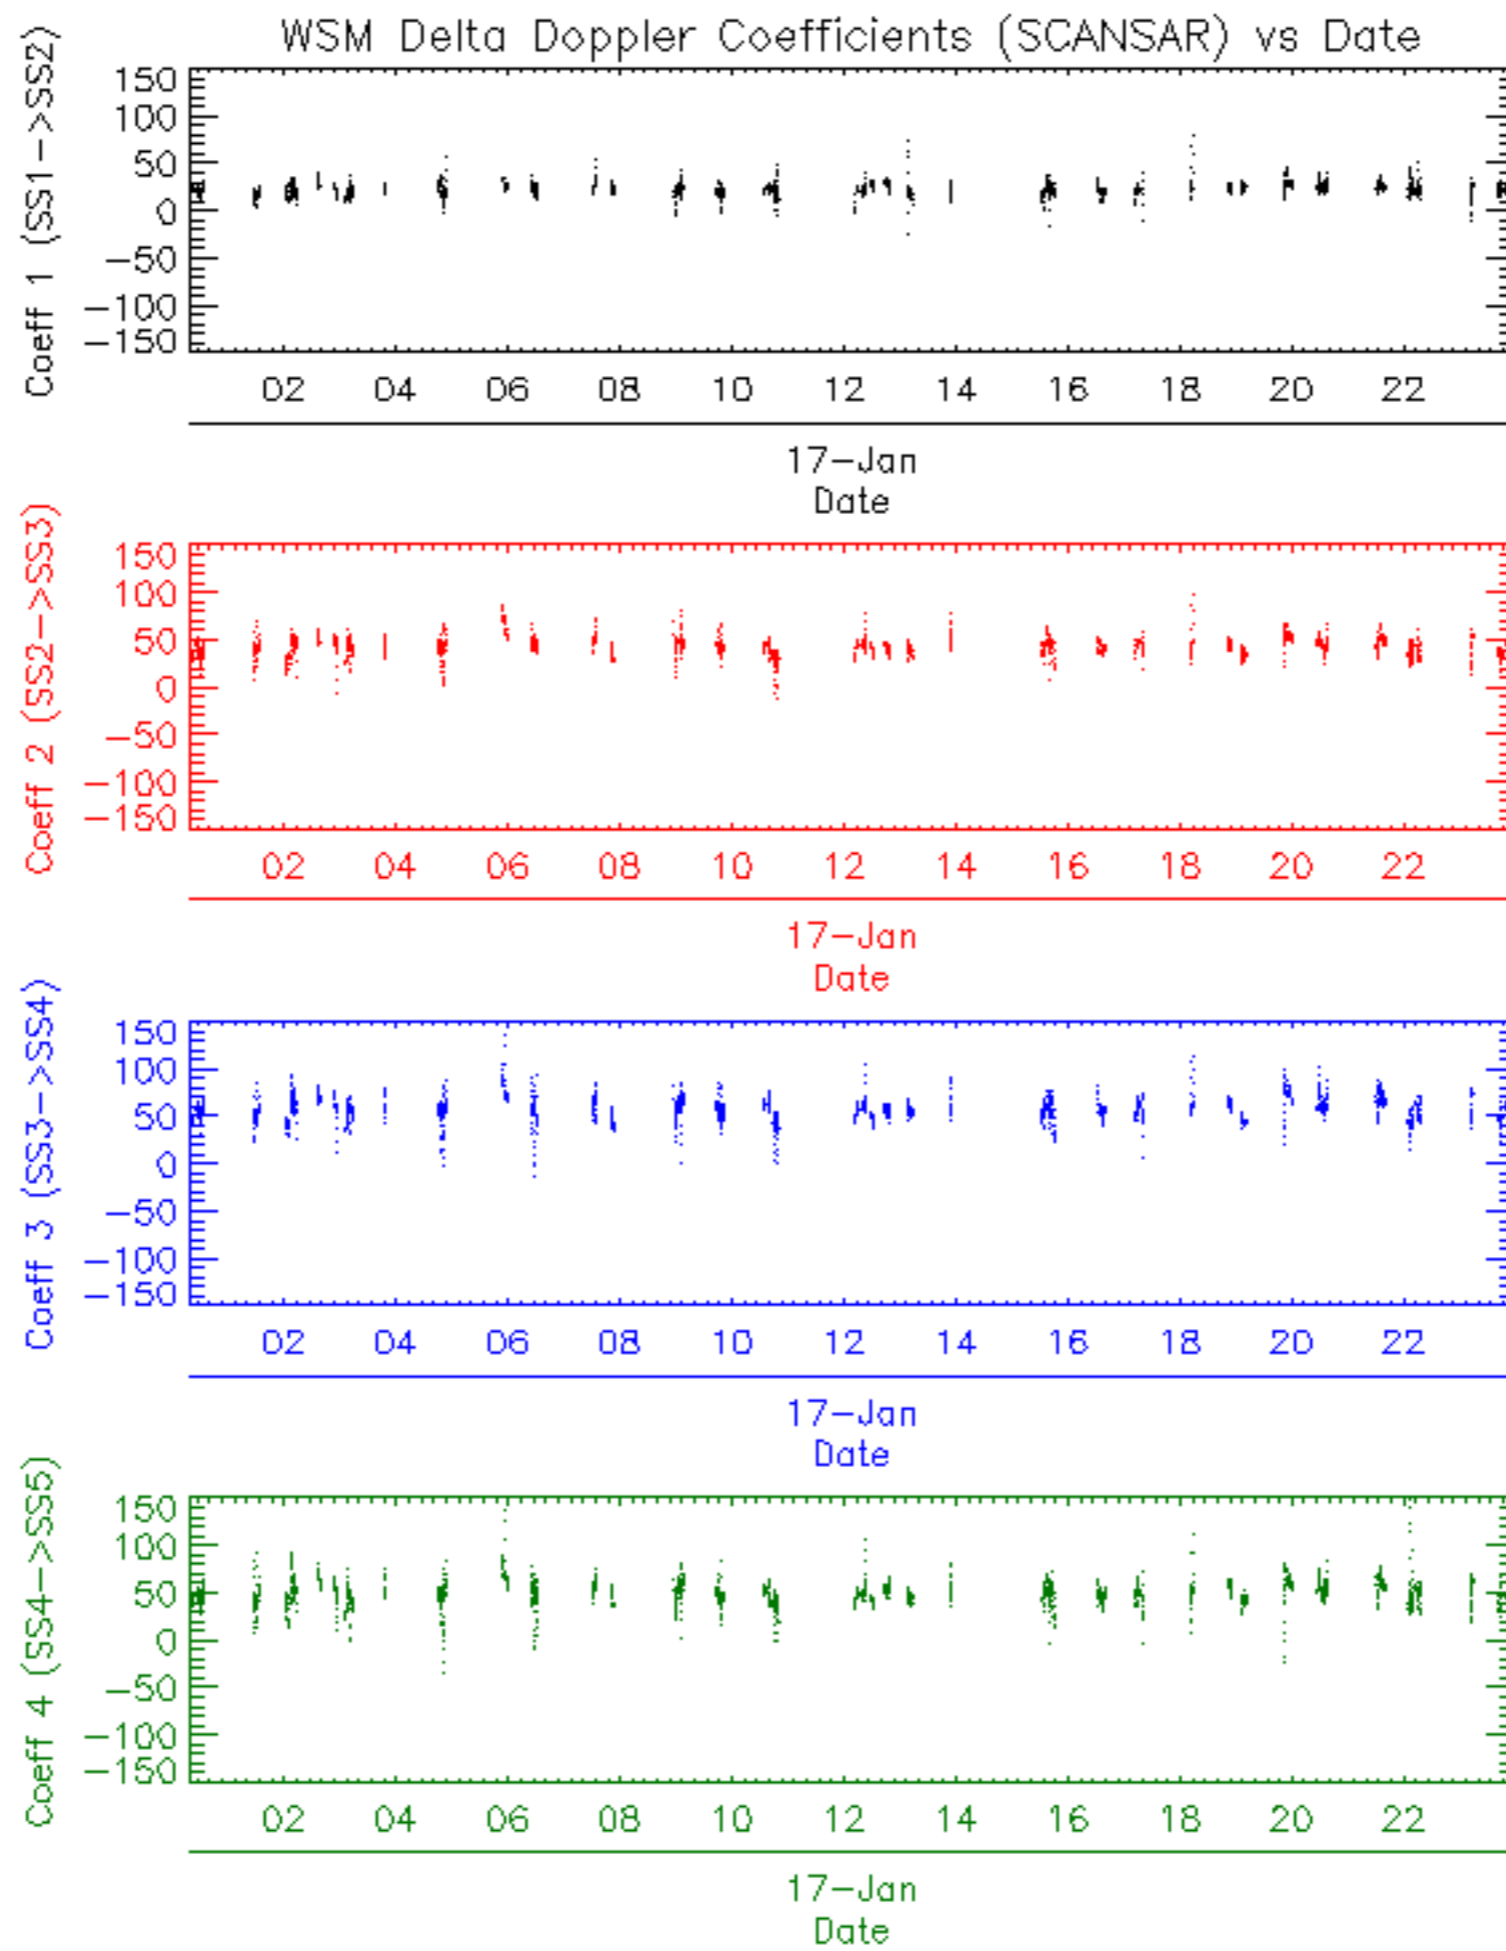 WSM Delta Doppler Coefficients (SCANSAR) vs Date
Coeff 1 (SS1->SS2)
150
100
50
0
-50
-100
-150
02 04 06 08 10 12 14 16 18 20 22
17-Jan
Date
Coeff 2 (SS2->SS3)
150
100
50
0
-50
-100
-150
02 04 06 08 10 12 14 16 18 20 22
17-Jan
Date
Coeff 3 (SS3->SS4)
150
100
50
0
-50
-100
-150
02 04 06 08 10 12 14 16 18 20 22
17-Jan
Date
Coeff 4 (SS4->SS5)
150
100
50
0
-50
-100
-150
02 04 06 08 10 12 14 16 18 20 22
17-Jan
Date